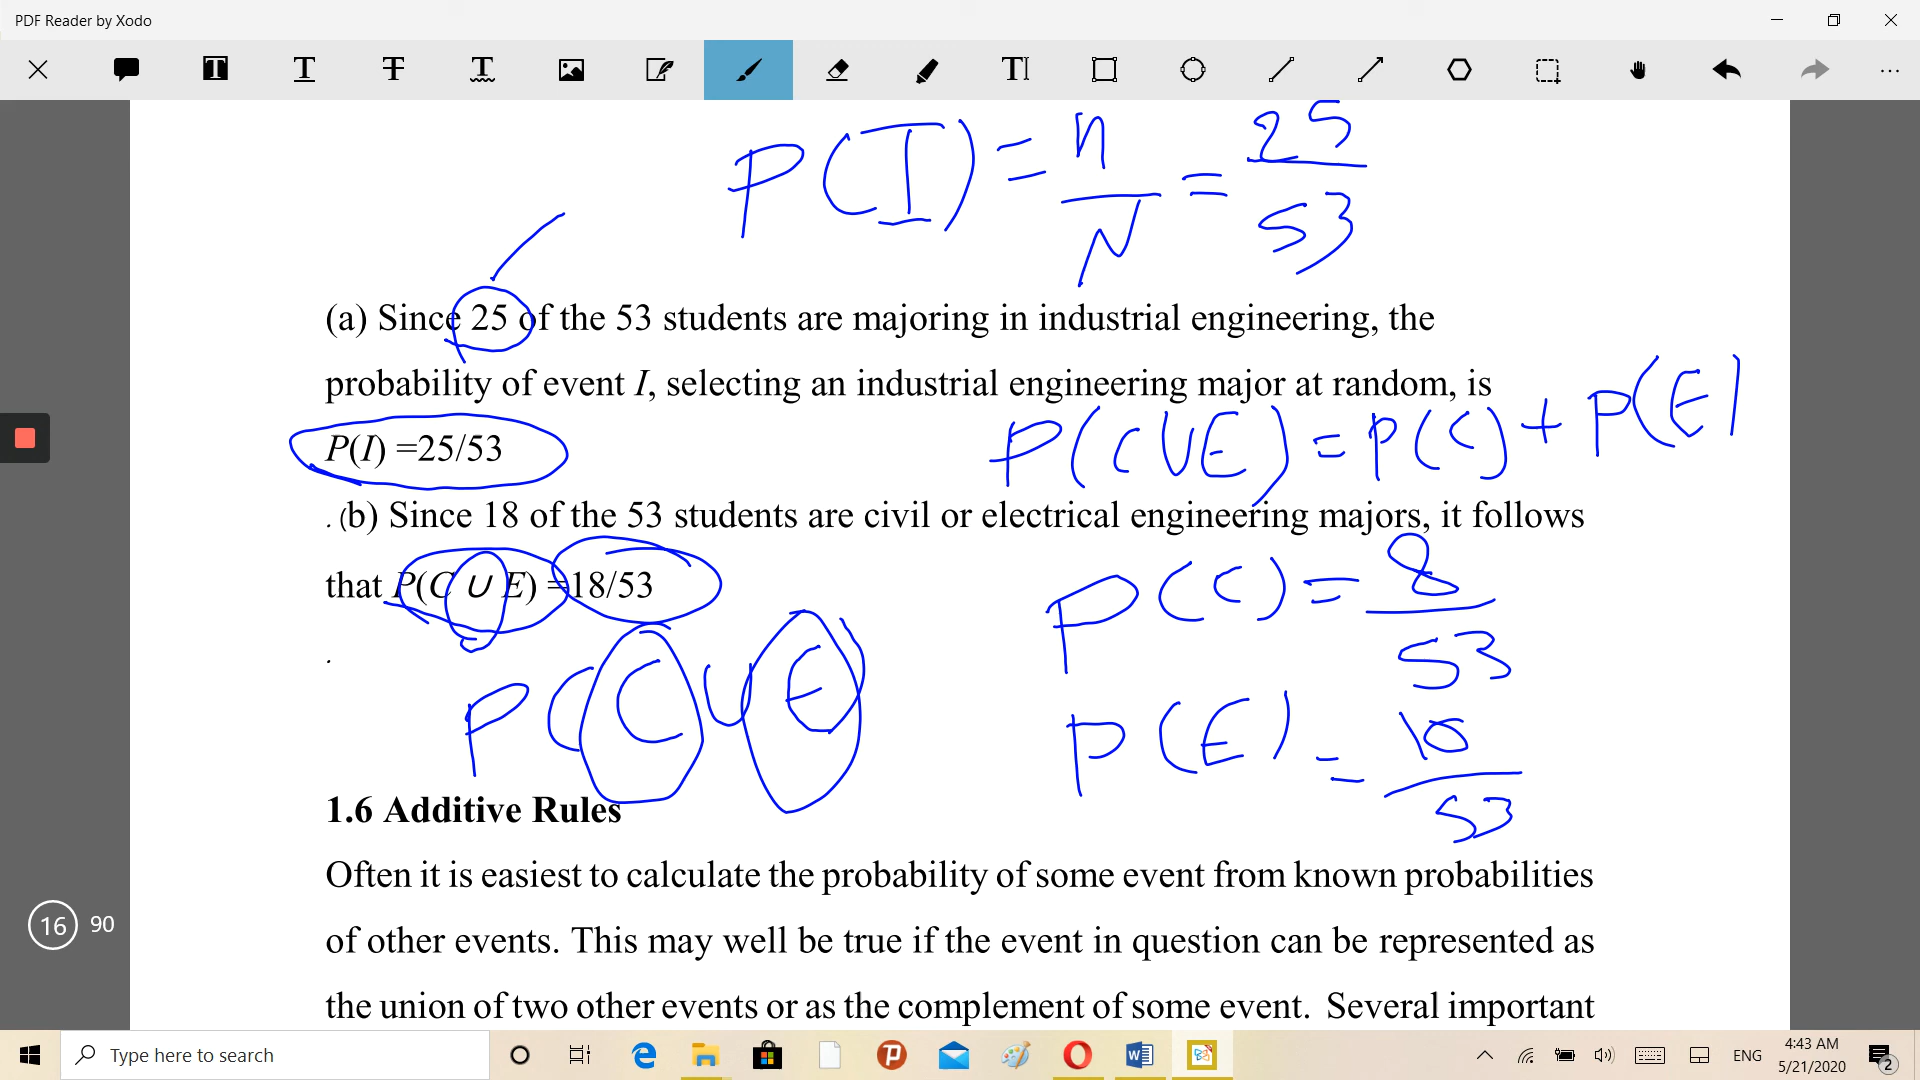 PDF Reader by Xodo
P(I) = n/N = 25/53
(a) Since 25 of the 53 students are majoring in industrial engineering, the
probability of event I, selecting an industrial engineering major at random, is
P(I) =25/53
P(C∪E) = P(C) + P(E)
. (b) Since 18 of the 53 students are civil or electrical engineering majors, it follows
that P(C ∪ E) =18/53
P(C) = 8/53
.
P(C∪E)
P(E) = 10/53
1.6 Additive Rules
Often it is easiest to calculate the probability of some event from known probabilities
of other events. This may well be true if the event in question can be represented as
the union of two other events or as the complement of some event. Several important
16 90
Type here to search
ENG
4:43 AM
5/21/2020
2